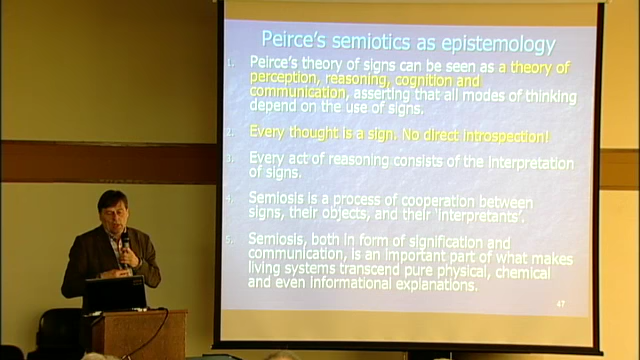 Peirce's semiotics as epistemology
1. Peirce's theory of signs can be seen as a theory of
perception, reasoning, cognition and
communication, asserting that all modes of thinking
depend on the use of signs.
2. Every thought is a sign. No direct introspection!
3. Every act of reasoning consists of the interpretation
of signs.
4. Semiosis is a process of cooperation between
signs, their objects, and their 'interpretants'.
5. Semiosis, both in form of signification and
communication, is an important part of what makes
living systems transcend pure physical, chemical
and even informational explanations.
47